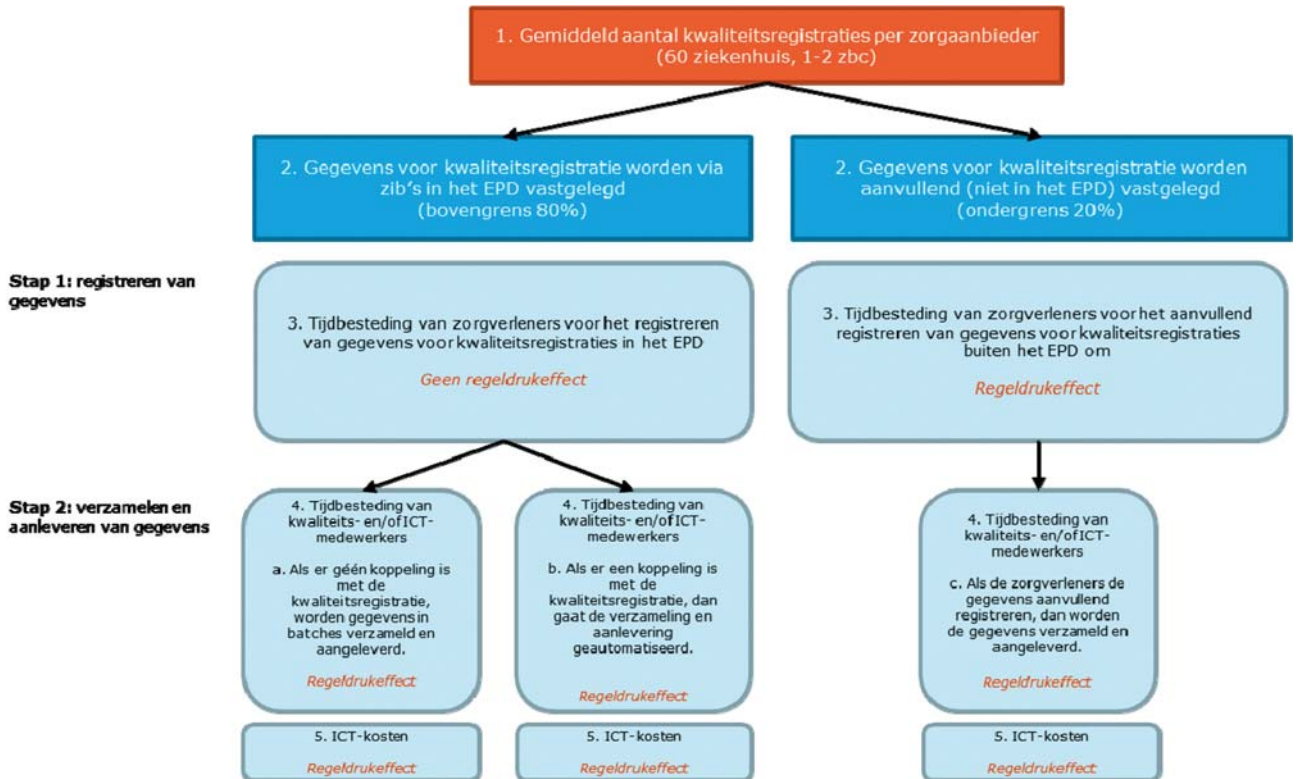 1. Gemiddeld aantal kwaliteitsregistraties per zorgaanbieder
(60 ziekenhuis, 1-2 zbc)
2. Gegevens voor kwaliteitsregistratie worden via
zib's in het EPD vastgelegd
(bovengrens 80%)
2. Gegevens voor kwaliteitsregistratie worden
aanvullend (niet in het EPD) vastgelegd
(ondergrens 20%)
Stap 1: registreren van
gegevens
3. Tijdbesteding van zorgverleners voor het registreren
van gegevens voor kwaliteitsregistraties in het EPD
Geen regeldrukeffect
3. Tijdbesteding van zorgverleners voor het aanvullend
registreren van gegevens voor kwaliteitsregistraties
buiten het EPD om
Regeldrukeffect
Stap 2: verzamelen en
aanleveren van gegevens
4. Tijdbesteding van
kwaliteits- en/of ICT-
medewerkers
a. Als er géén koppeling is
met de
kwaliteitsregistratie,
worden gegevens in
batches verzameld en
aangeleverd.
Regeldrukeffect
4. Tijdbesteding van
kwaliteits- en/of ICT-
medewerkers
b. Als er een koppeling is
met de
kwaliteitsregistratie, dan
gaat de verzameling en
aanlevering
geautomatiseerd.
Regeldrukeffect
4. Tijdbesteding van
kwaliteits- en/of ICT-
medewerkers
c. Als de zorgverleners de
gegevens aanvullend
registreren, dan worden
de gegevens verzameld en
aangeleverd.
Regeldrukeffect
5. ICT-kosten
Regeldrukeffect
5. ICT-kosten
Regeldrukeffect
5. ICT-kosten
Regeldrukeffect